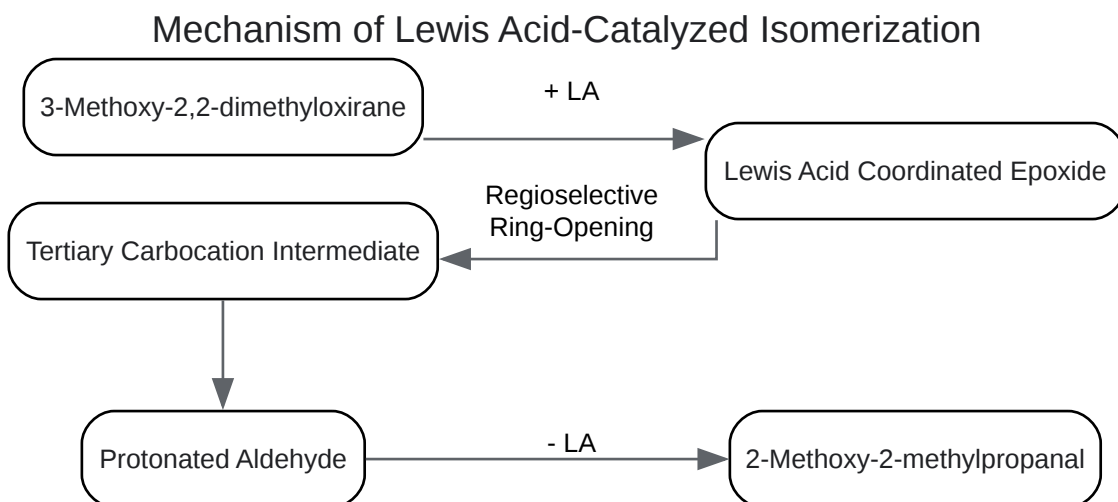 Mechanism of Lewis Acid-Catalyzed Isomerization
3-Methoxy-2,2-dimethyloxirane
+ LA
Lewis Acid Coordinated Epoxide
Regioselective
Ring-Opening
Tertiary Carbocation Intermediate
Protonated Aldehyde
- LA
2-Methoxy-2-methylpropanal